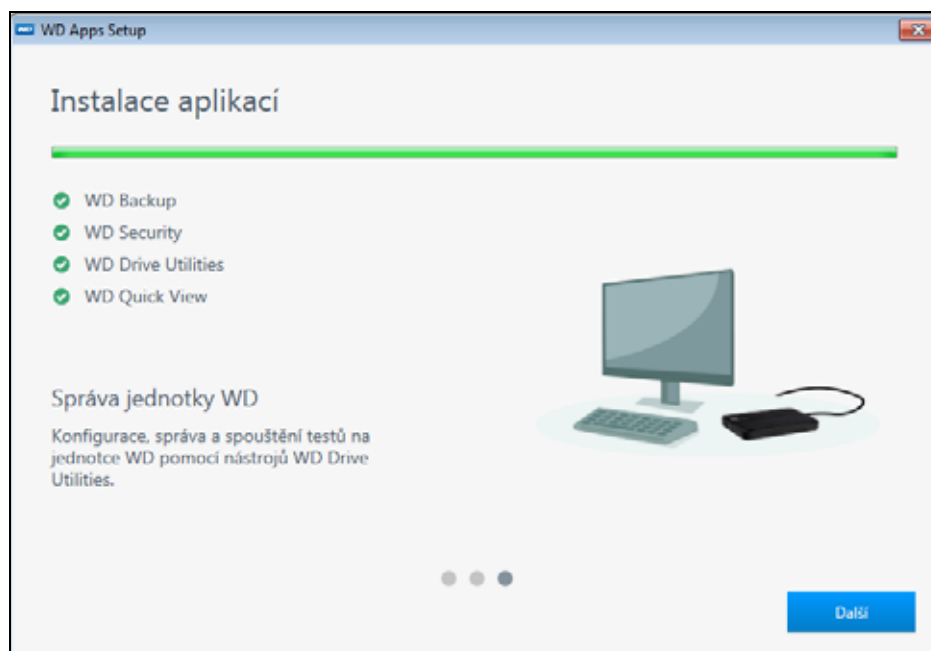 WD Apps Setup
Instalace aplikací
WD Backup
WD Security
WD Drive Utilities
WD Quick View
Správa jednotky WD
Konfigurace, správa a spouštění testů na
jednotce WD pomocí nástrojů WD Drive
Utilities.
Další